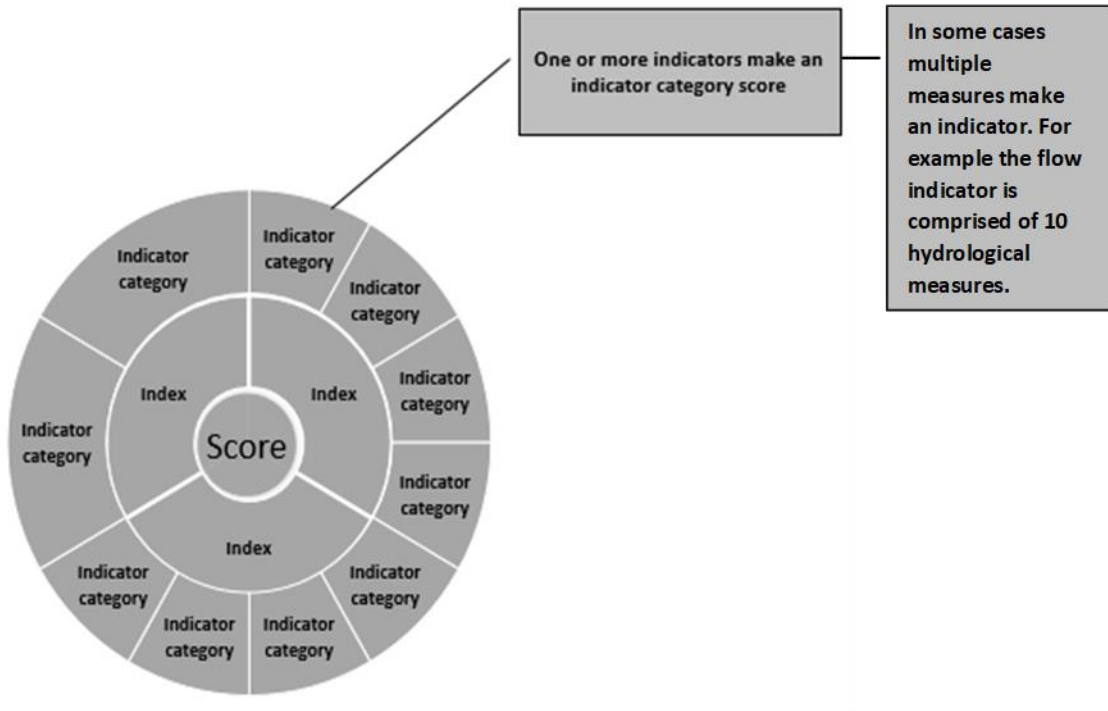 One or more indicators make an
indicator category score
In some cases
multiple
measures make
an indicator. For
example the flow
indicator is
comprised of 10
hydrological
measures.
Indicator
category
Indicator
category
Indicator
category
Indicator
category
Index
Index
Indicator
category
Score
Indicator
category
Index
Indicator
category
Indicator
category
Indicator
category
Indicator
category